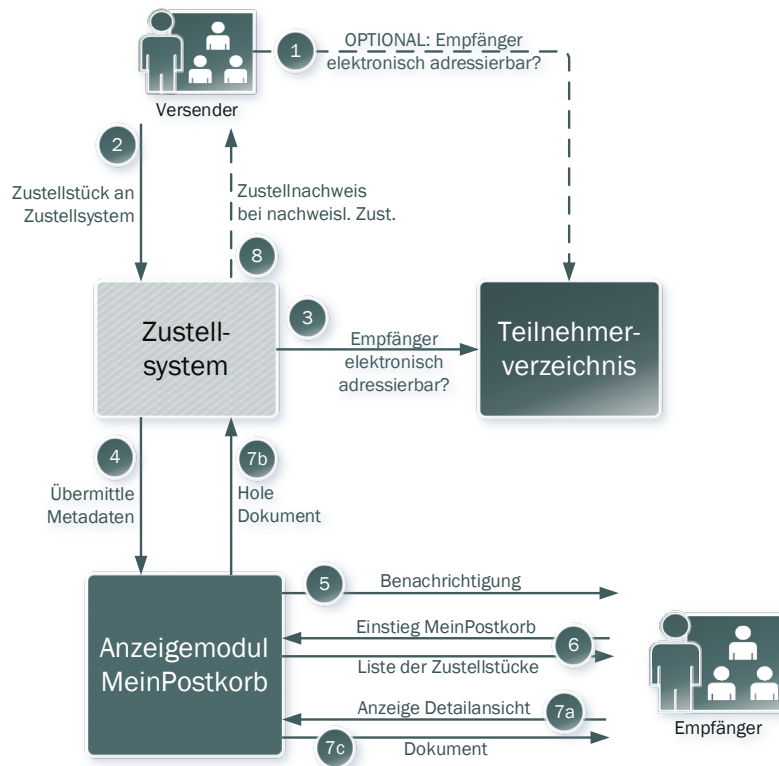 1
OPTIONAL: Empfänger
elektronisch adressierbar?
Versender
2
Zustellstück an
Zustellsystem
Zustellnachweis
bei nachweisl. Zust.
8
Zustell-
system
3
Empfänger
elektronisch
adressierbar?
Teilnehmer-
verzeichnis
4
Übermittle
Metadaten
7b
Hole
Dokument
Anzeigemodul
MeinPostkorb
5
Benachrichtigung
Einstieg MeinPostkorb
6
Liste der Zustellstücke
Anzeige Detailansicht
7a
7c
Dokument
Empfänger